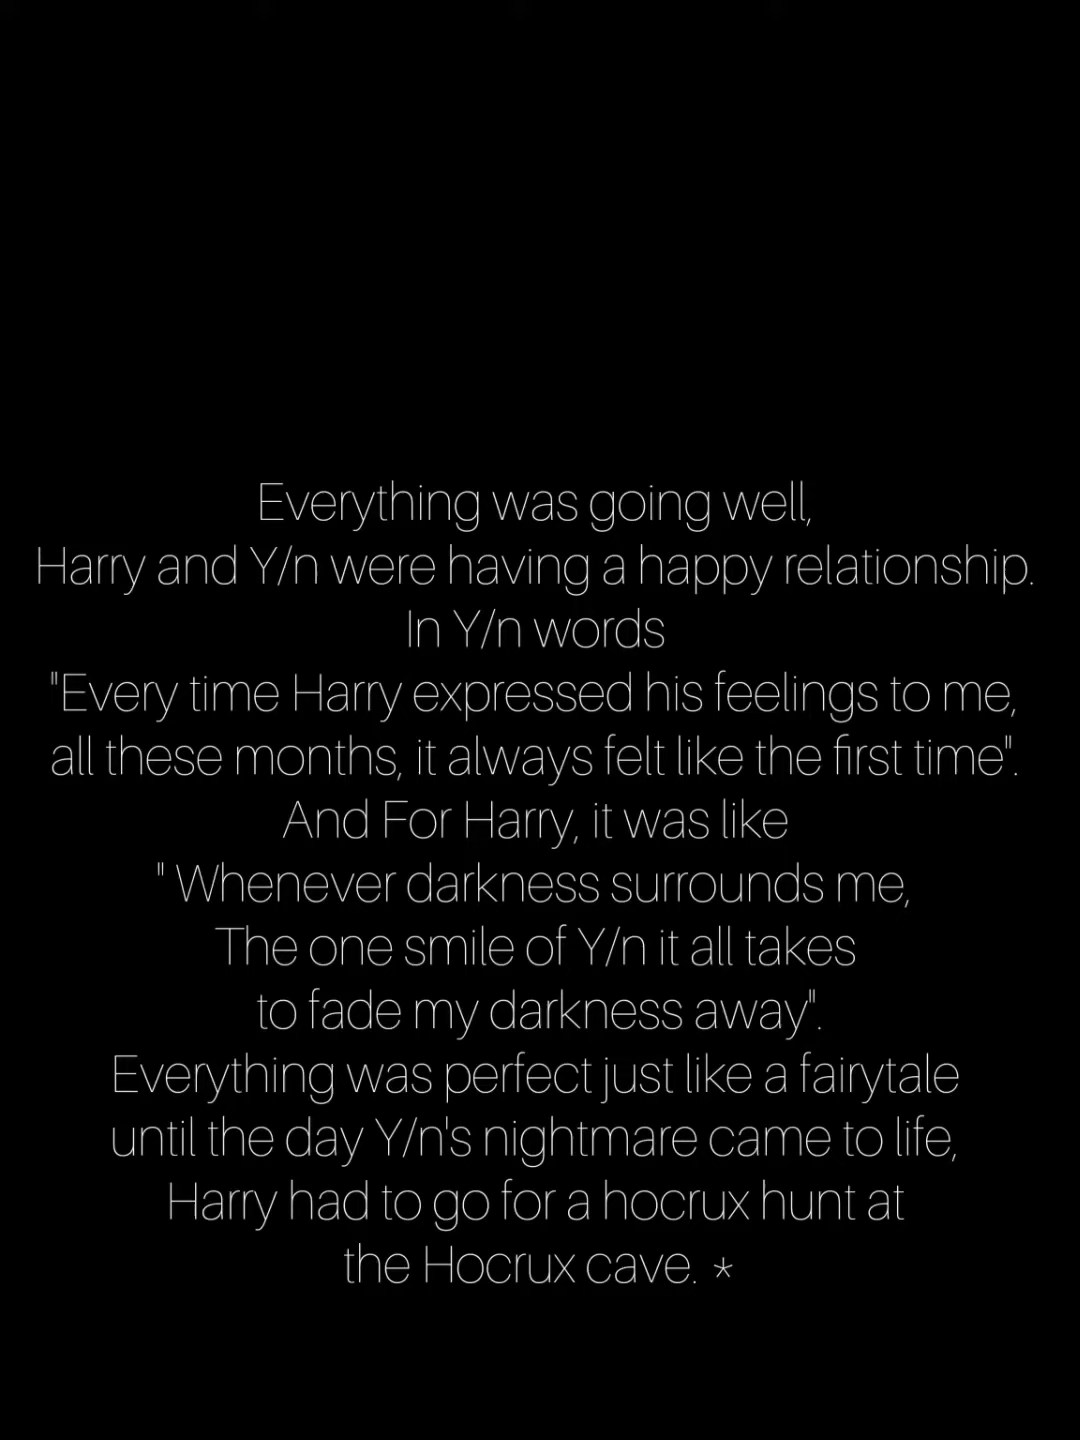 Everything was going well,
Harry and Y/n were having a happy relationship.
In Y/n words
"Every time Harry expressed his feelings to me,
all these months, it always felt like the first time".
And For Harry, it was like
" Whenever darkness surrounds me,
The one smile of Y/n it all takes
to fade my darkness away".
Everything was perfect just like a fairytale
until the day Y/n's nightmare came to life,
Harry had to go for a hocrux hunt at
the Hocrux cave. *